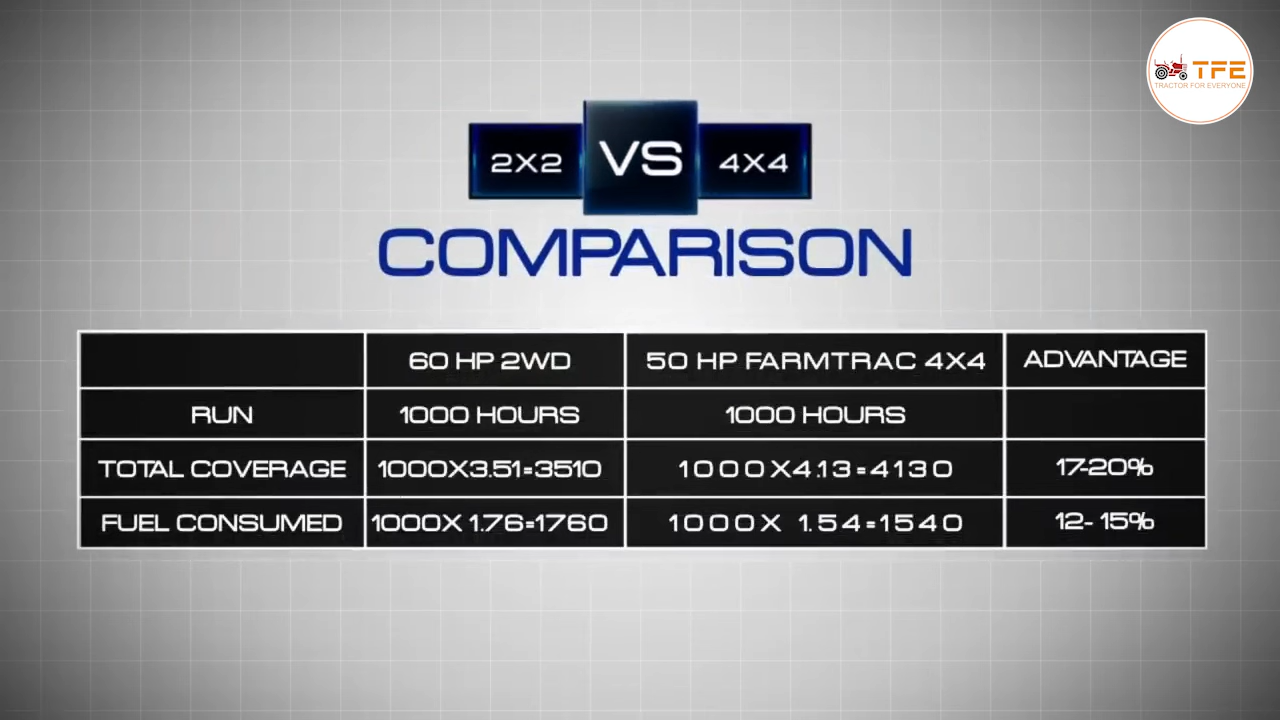 TFE
TRACTOR FOR EVERYONE
2X2 VS 4X4
COMPARISON
60 HP 2WD 50 HP FARMTRAC 4X4 ADVANTAGE
RUN 1000 HOURS 1000 HOURS
TOTAL COVERAGE 1000X3.51=3510 1000X4.13=4130 17-20%
FUEL CONSUMED 1000X 1.76=1760 1000X 1.54=1540 12- 15%